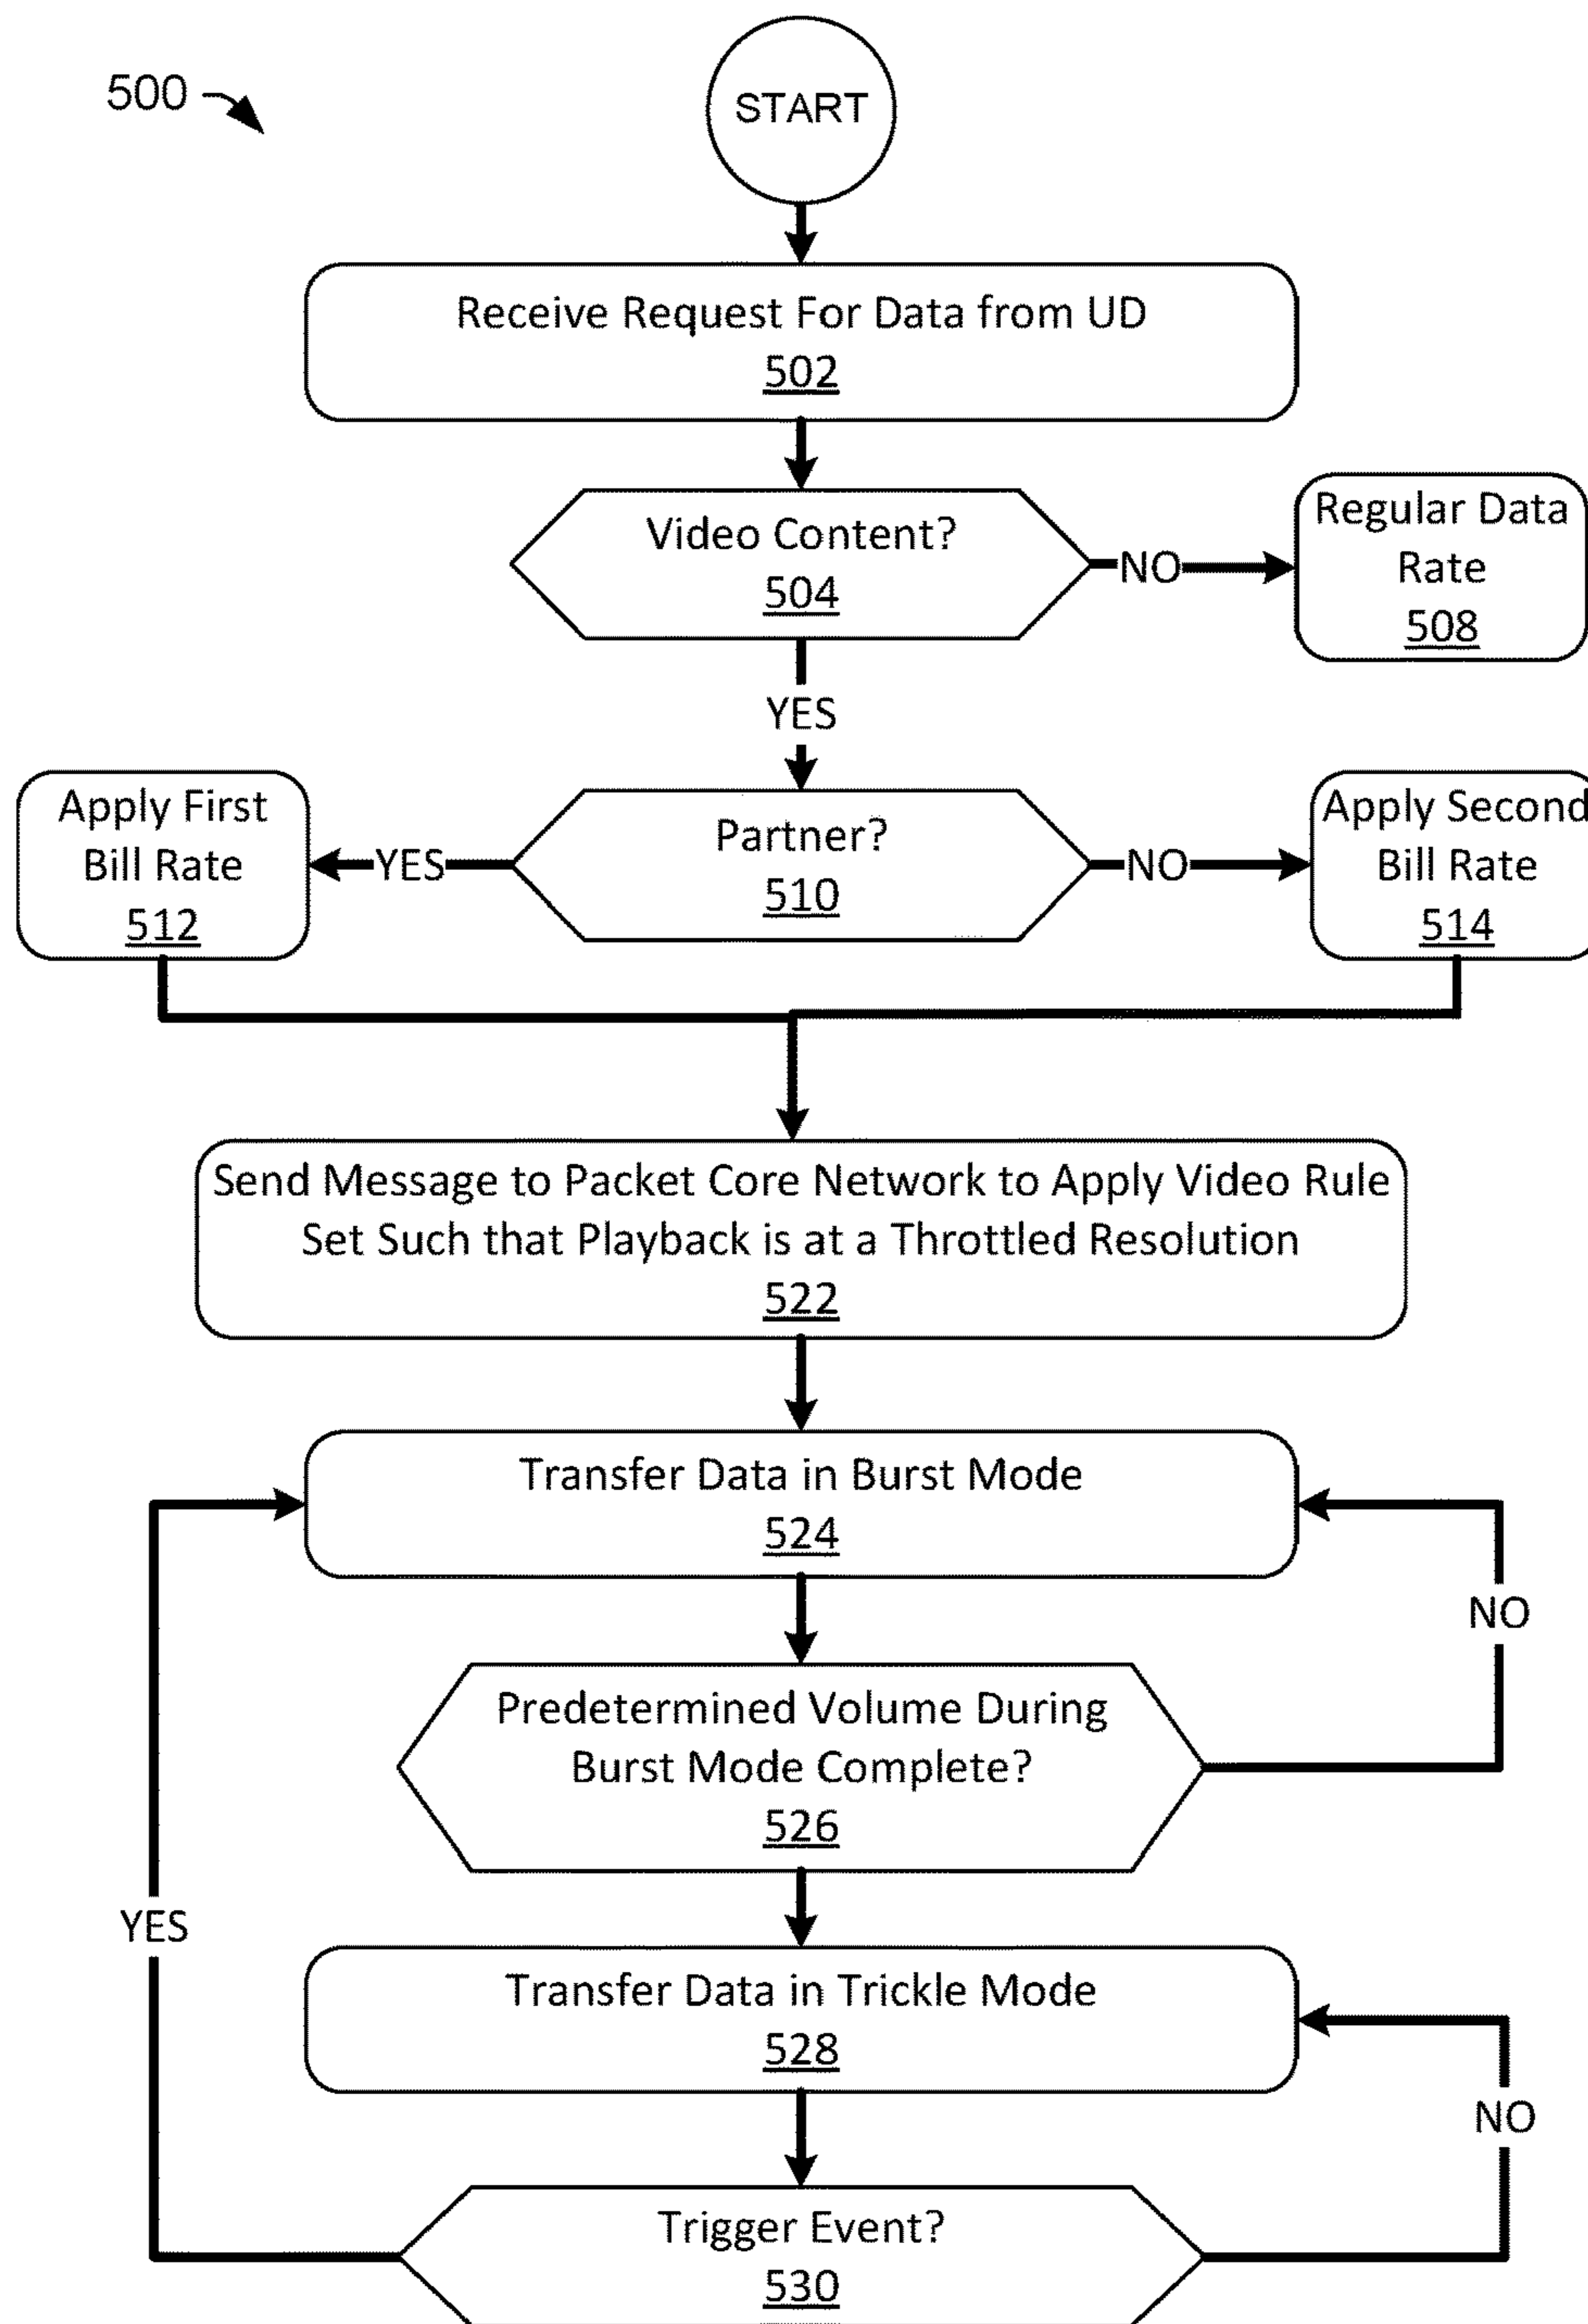 500
START
Receive Request For Data from UD
502
Video Content?
504
NO
Regular Data
Rate
508
YES
Apply First
Bill Rate
512
YES
Partner?
510
NO
Apply Second
Bill Rate
514
Send Message to Packet Core Network to Apply Video Rule
Set Such that Playback is at a Throttled Resolution
522
Transfer Data in Burst Mode
524
NO
Predetermined Volume During
Burst Mode Complete?
526
YES
Transfer Data in Trickle Mode
528
NO
Trigger Event?
530